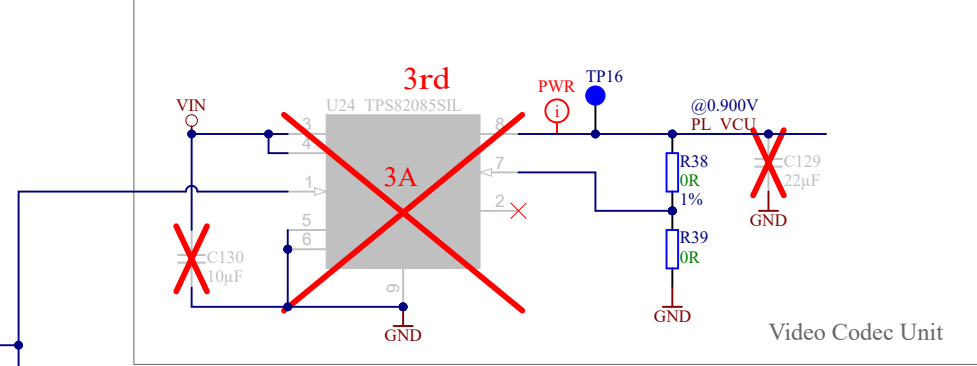 3rd
PWR
TP16
VIN
U24 TPS82085SIL
@0.900V
PL_VCU
3
8
4
R38
C129
7
0R
22µF
3A
1
1%
2
GND
5
R39
6
0R
C130
10µF
9
GND
GND
Video Codec Unit